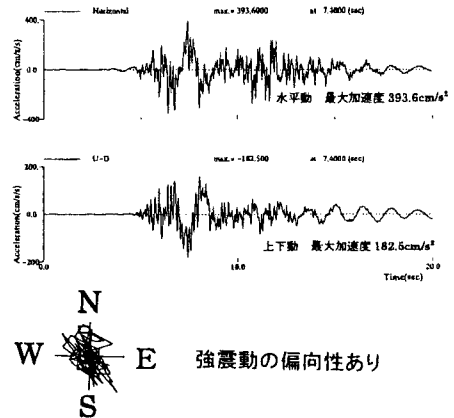 Horizontal max.= 393.6000 at 7.3800 (sec)
400.
0.0
-400
Acceleration(cm/s/s)
水平動 最大加速度 393.6cm/s²
U-D max.= -182.500 at 7.4000 (sec)
200.
0.0
-200
Acceleration(cm/s/s)
上下動 最大加速度 182.5cm/s²
0.0 10.0 20.0
Time(sec)
N
W E
S
強震動の偏向性あり